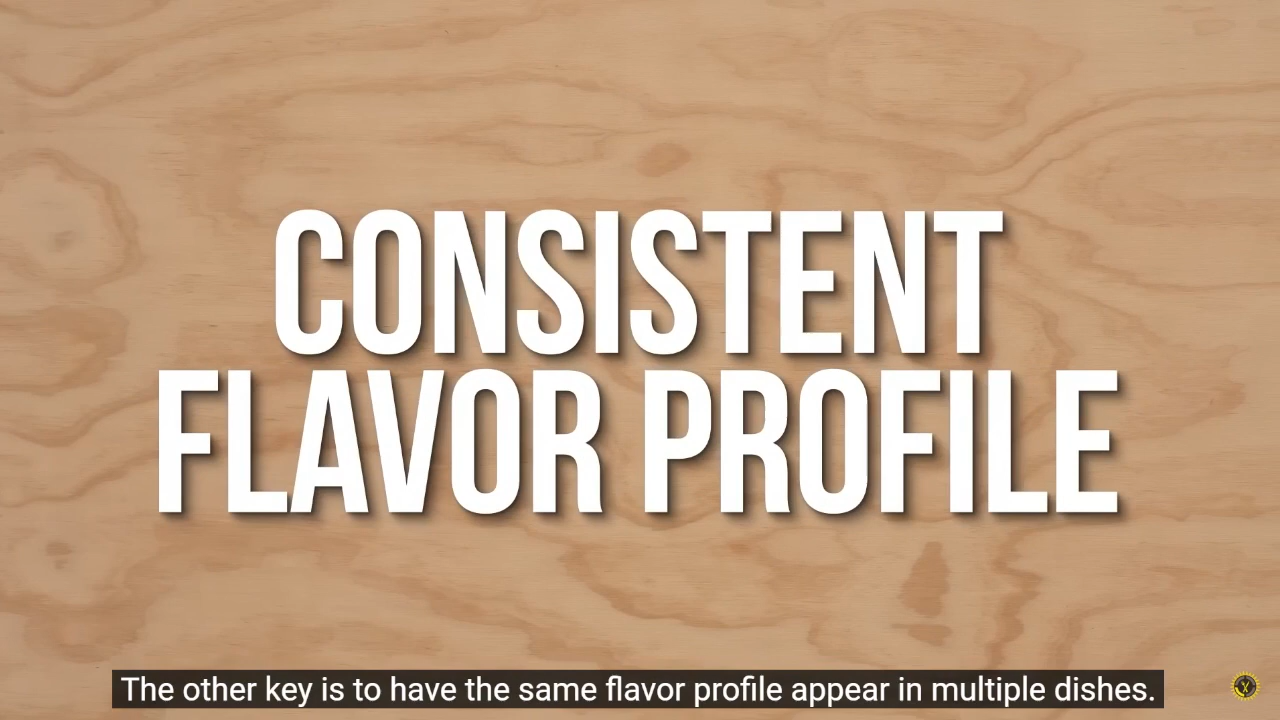 CONSISTENT
FLAVOR PROFILE
The other key is to have the same flavor profile appear in multiple dishes.